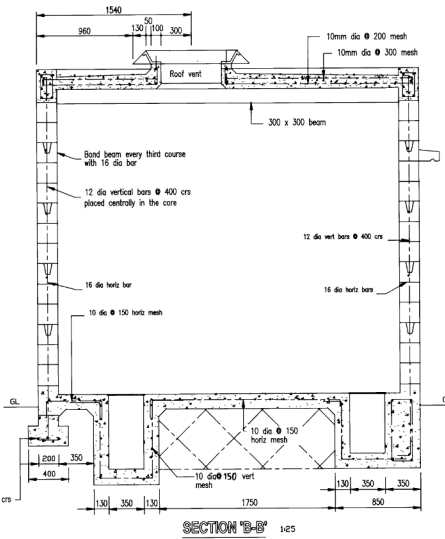 1540
50
960
130
100
300
Roof vent
10mm dia @ 200 mesh
10mm dia @ 300 mesh
300 x 300 beam
Bond beam every third course
with 16 dia bar
12 dia vertical bars @ 400 crs
placed centrally in the core
12 dia vert bars @ 400 crs
16 dia horiz bar
16 dia horiz bars
10 dia @ 150 horiz mesh
GL
10 dia @ 150
horiz mesh
10 dia@ 150 vert
mesh
crs
200
350
400
130
350
130
1750
130
350
350
850
SECTION 'B-B' 1:25